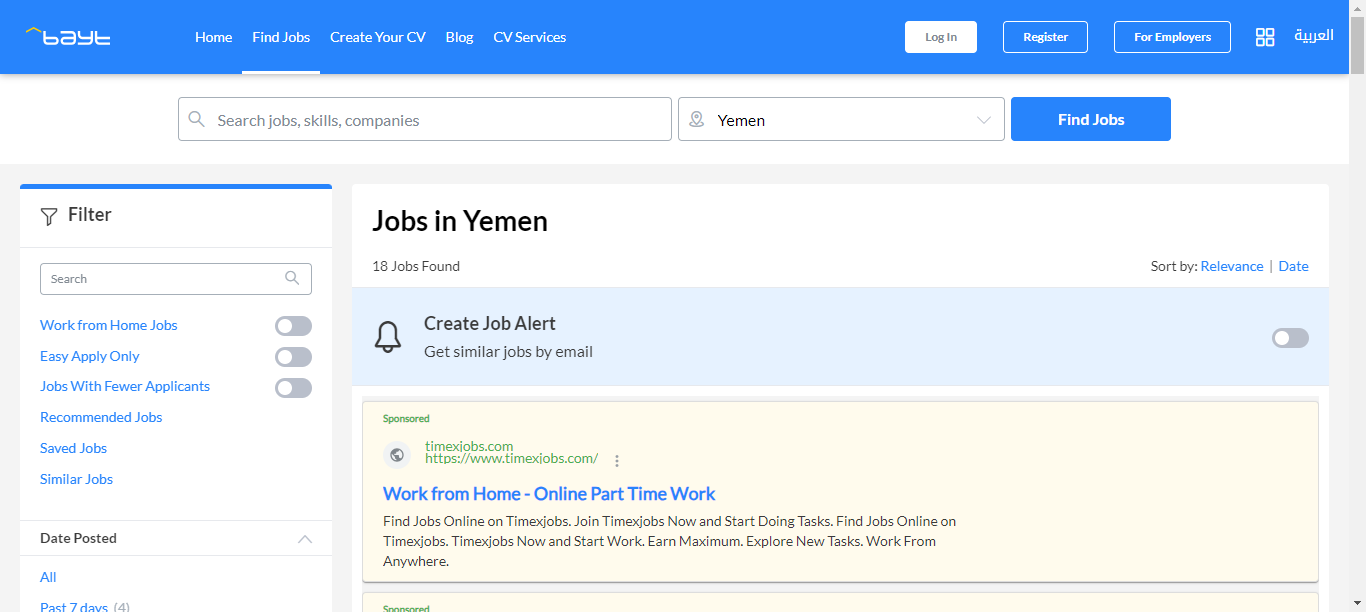 bayt
Home Find Jobs Create Your CV Blog CV Services
Log In Register For Employers العربية
Search jobs, skills, companies
Yemen
Find Jobs
Filter
Search
Work from Home Jobs
Easy Apply Only
Jobs With Fewer Applicants
Recommended Jobs
Saved Jobs
Similar Jobs
Date Posted
All
Past 7 days (4)
Jobs in Yemen
18 Jobs Found
Sort by: Relevance | Date
Create Job Alert
Get similar jobs by email
Sponsored
timexjobs.com
https://www.timexjobs.com/
Work from Home - Online Part Time Work
Find Jobs Online on Timexjobs. Join Timexjobs Now and Start Doing Tasks. Find Jobs Online on
Timexjobs. Timexjobs Now and Start Work. Earn Maximum. Explore New Tasks. Work From
Anywhere.
Sponsored